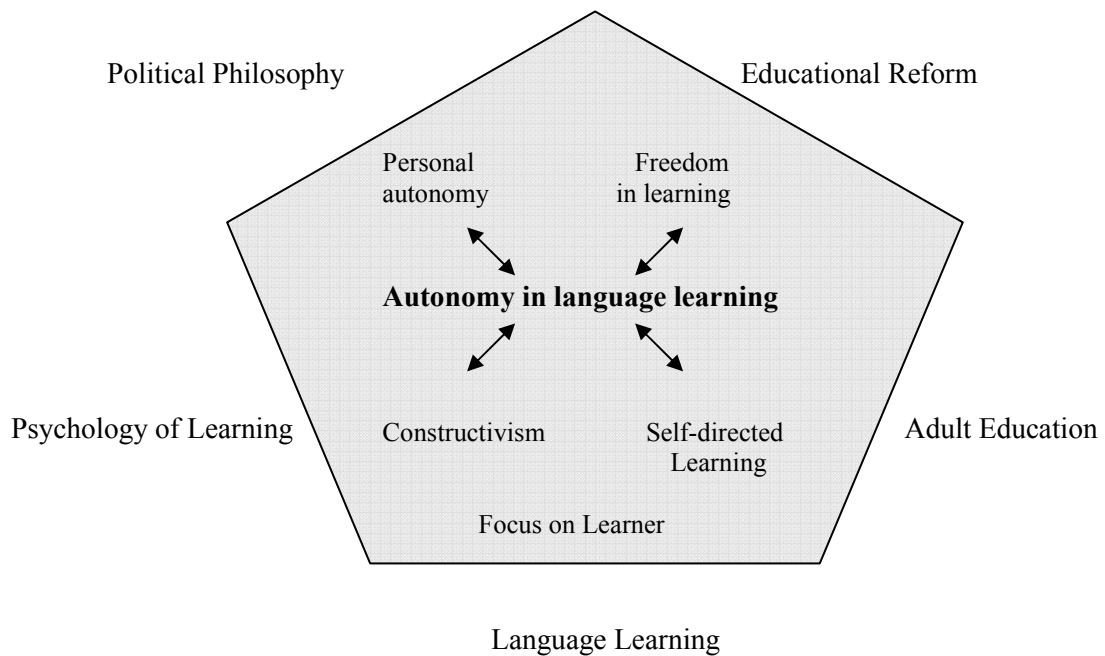 Political Philosophy
Educational Reform
Personal
autonomy
Freedom
in learning
Autonomy in language learning
Psychology of Learning
Constructivism
Self-directed
Learning
Adult Education
Focus on Learner
Language Learning